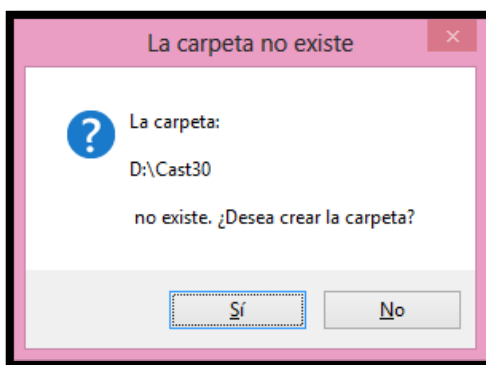 La carpeta no existe
La carpeta:
D:\Cast30
no existe. ¿Desea crear la carpeta?
Sí
No